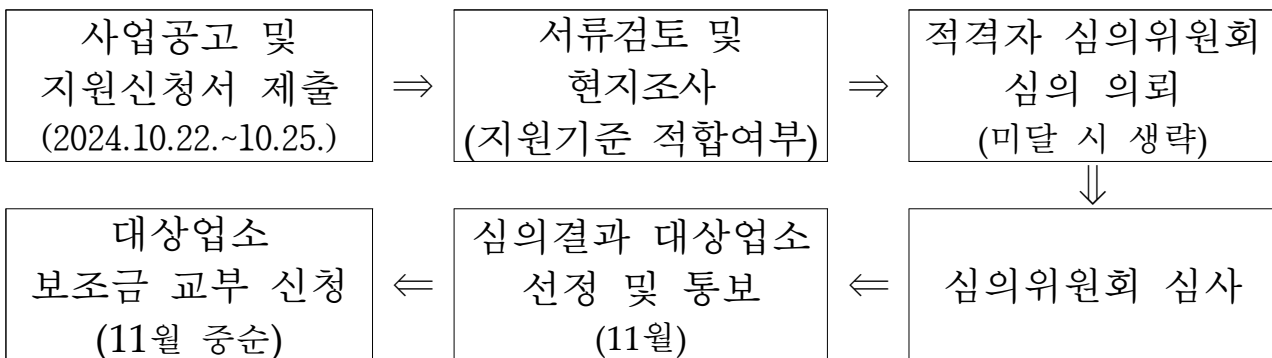 사업공고 및
지원신청서 제출
(2024.10.22.~10.25.)
⇒
서류검토 및
현지조사
(지원기준 적합여부)
⇒
적격자 심의위원회
심의 의뢰
(미달 시 생략)
⇓
심의위원회 심사
⇐
심의결과 대상업소
선정 및 통보
(11월)
⇐
대상업소
보조금 교부 신청
(11월 중순)